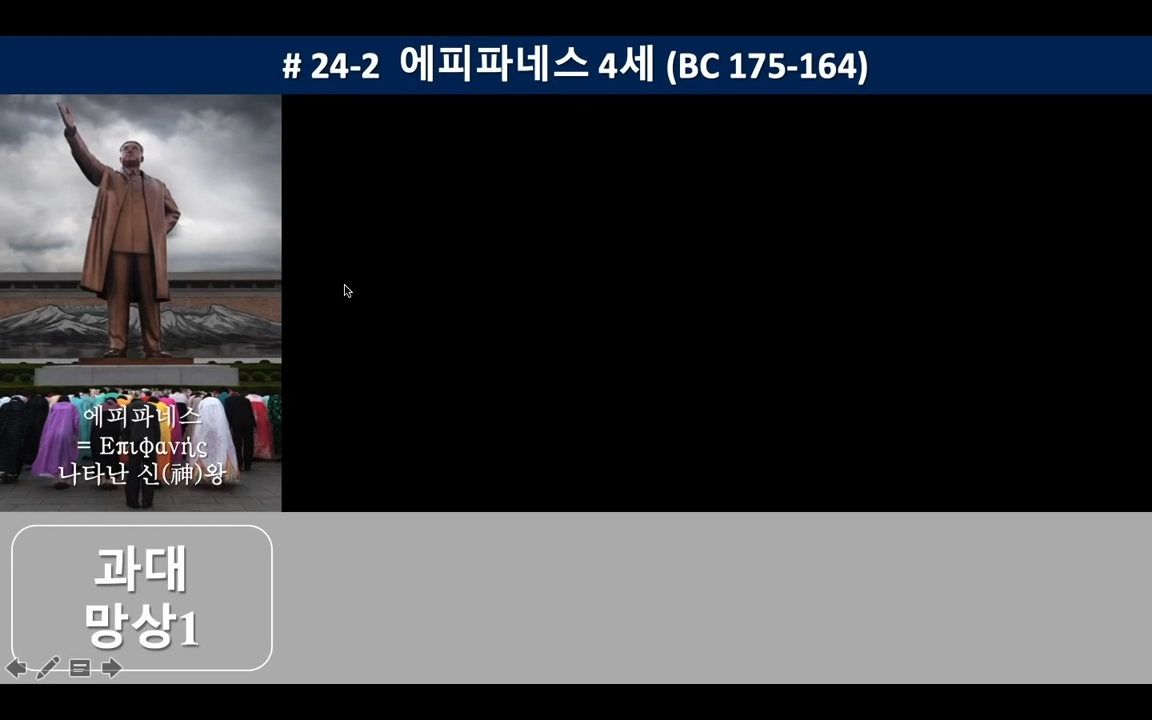 # 24-2 에피파네스 4세 (BC 175-164)
에피파네스
= Επιφανής
나타난 신(神)왕
과대
망상1